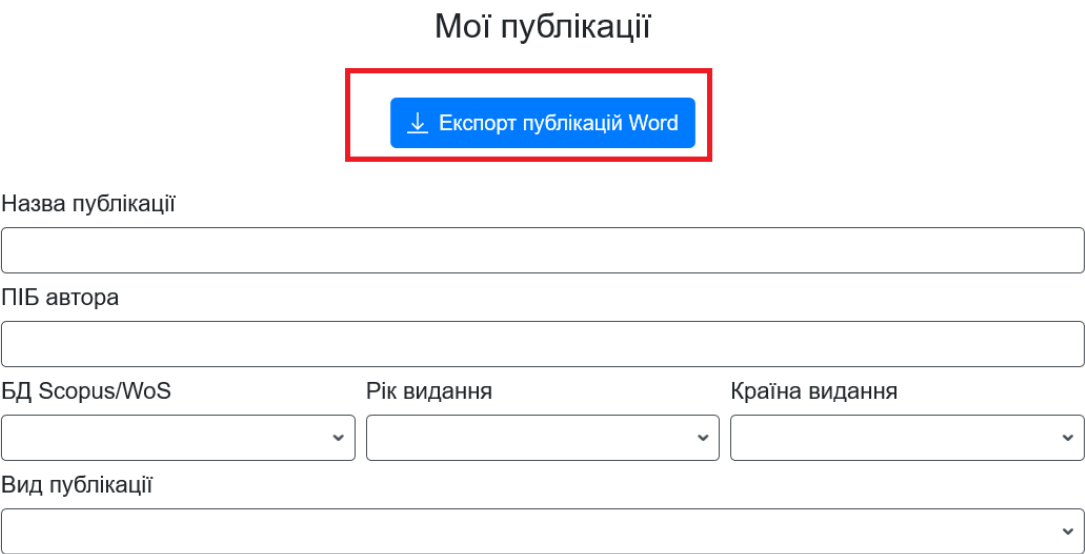 Мої публікації
Експорт публікацій Word
Назва публікації
ПІБ автора
БД Scopus/WoS Рік видання Країна видання
Вид публікації